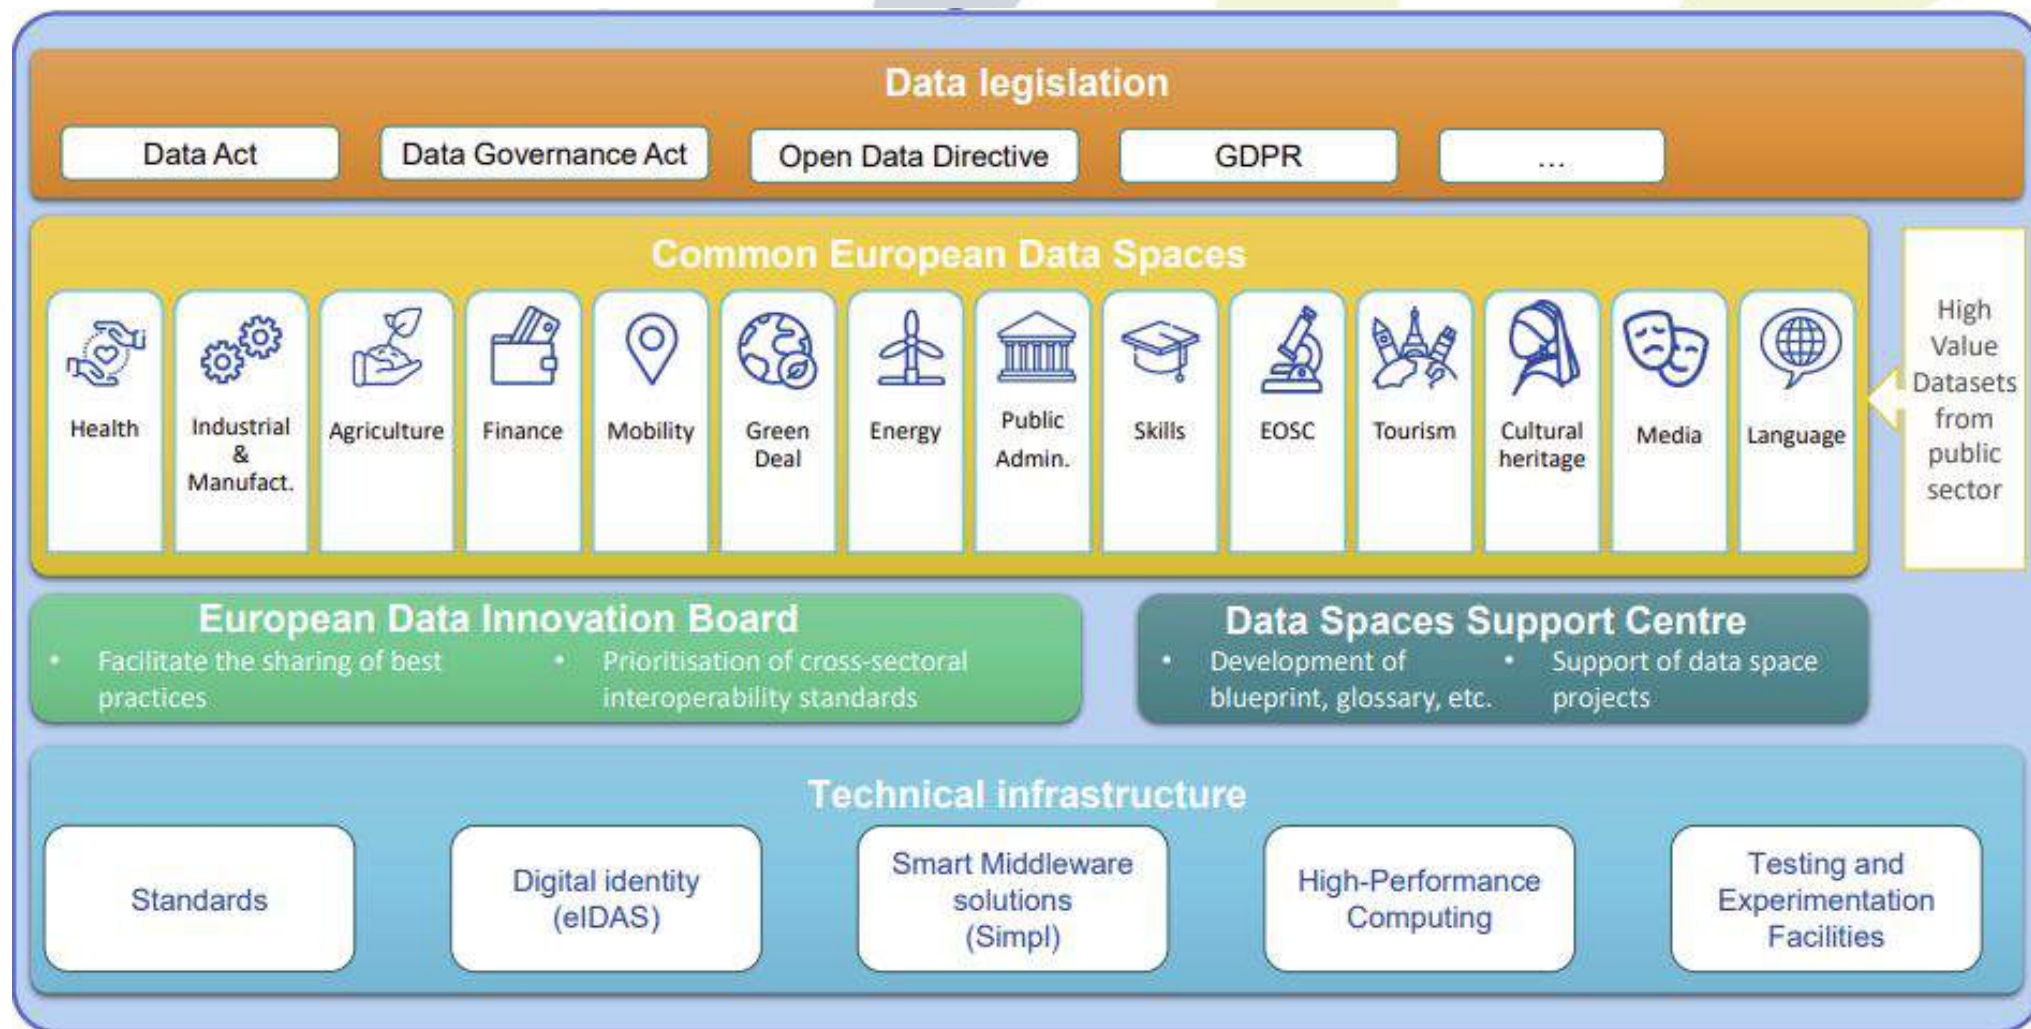 Data legislation
Data Act
Data Governance Act
Open Data Directive
GDPR
...
Common European Data Spaces
Health
Industrial
&
Manufact.
Agriculture
Finance
Mobility
Green
Deal
Energy
Public
Admin.
Skills
EOSC
Tourism
Cultural
heritage
Media
Language
High
Value
Datasets
from
public
sector
European Data Innovation Board
• Facilitate the sharing of best
practices
• Prioritisation of cross-sectoral
interoperability standards
Data Spaces Support Centre
• Development of
blueprint, glossary, etc.
• Support of data space
projects
Technical infrastructure
Standards
Digital identity
(eIDAS)
Smart Middleware
solutions
(Simpl)
High-Performance
Computing
Testing and
Experimentation
Facilities